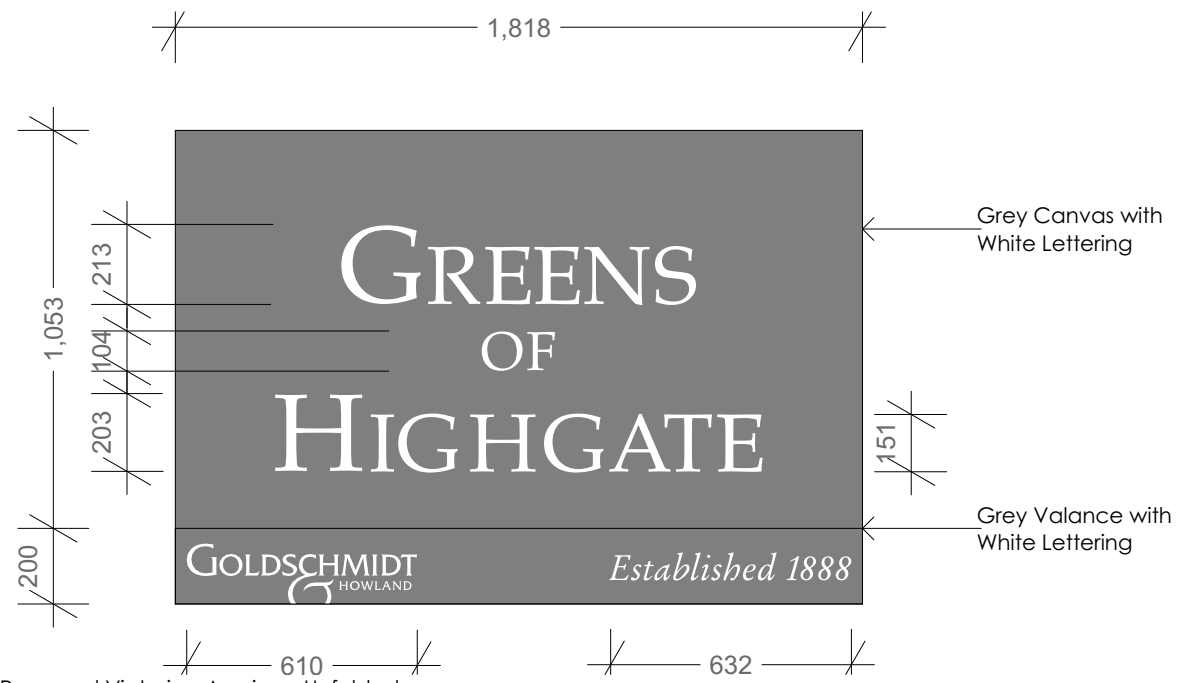 1,818
Grey Canvas with
White Lettering
213
GREENS
1,053
104
OF
203
HIGHGATE
151
Grey Valance with
White Lettering
200
GOLDSCHMIDT
& HOWLAND
Established 1888
610
632